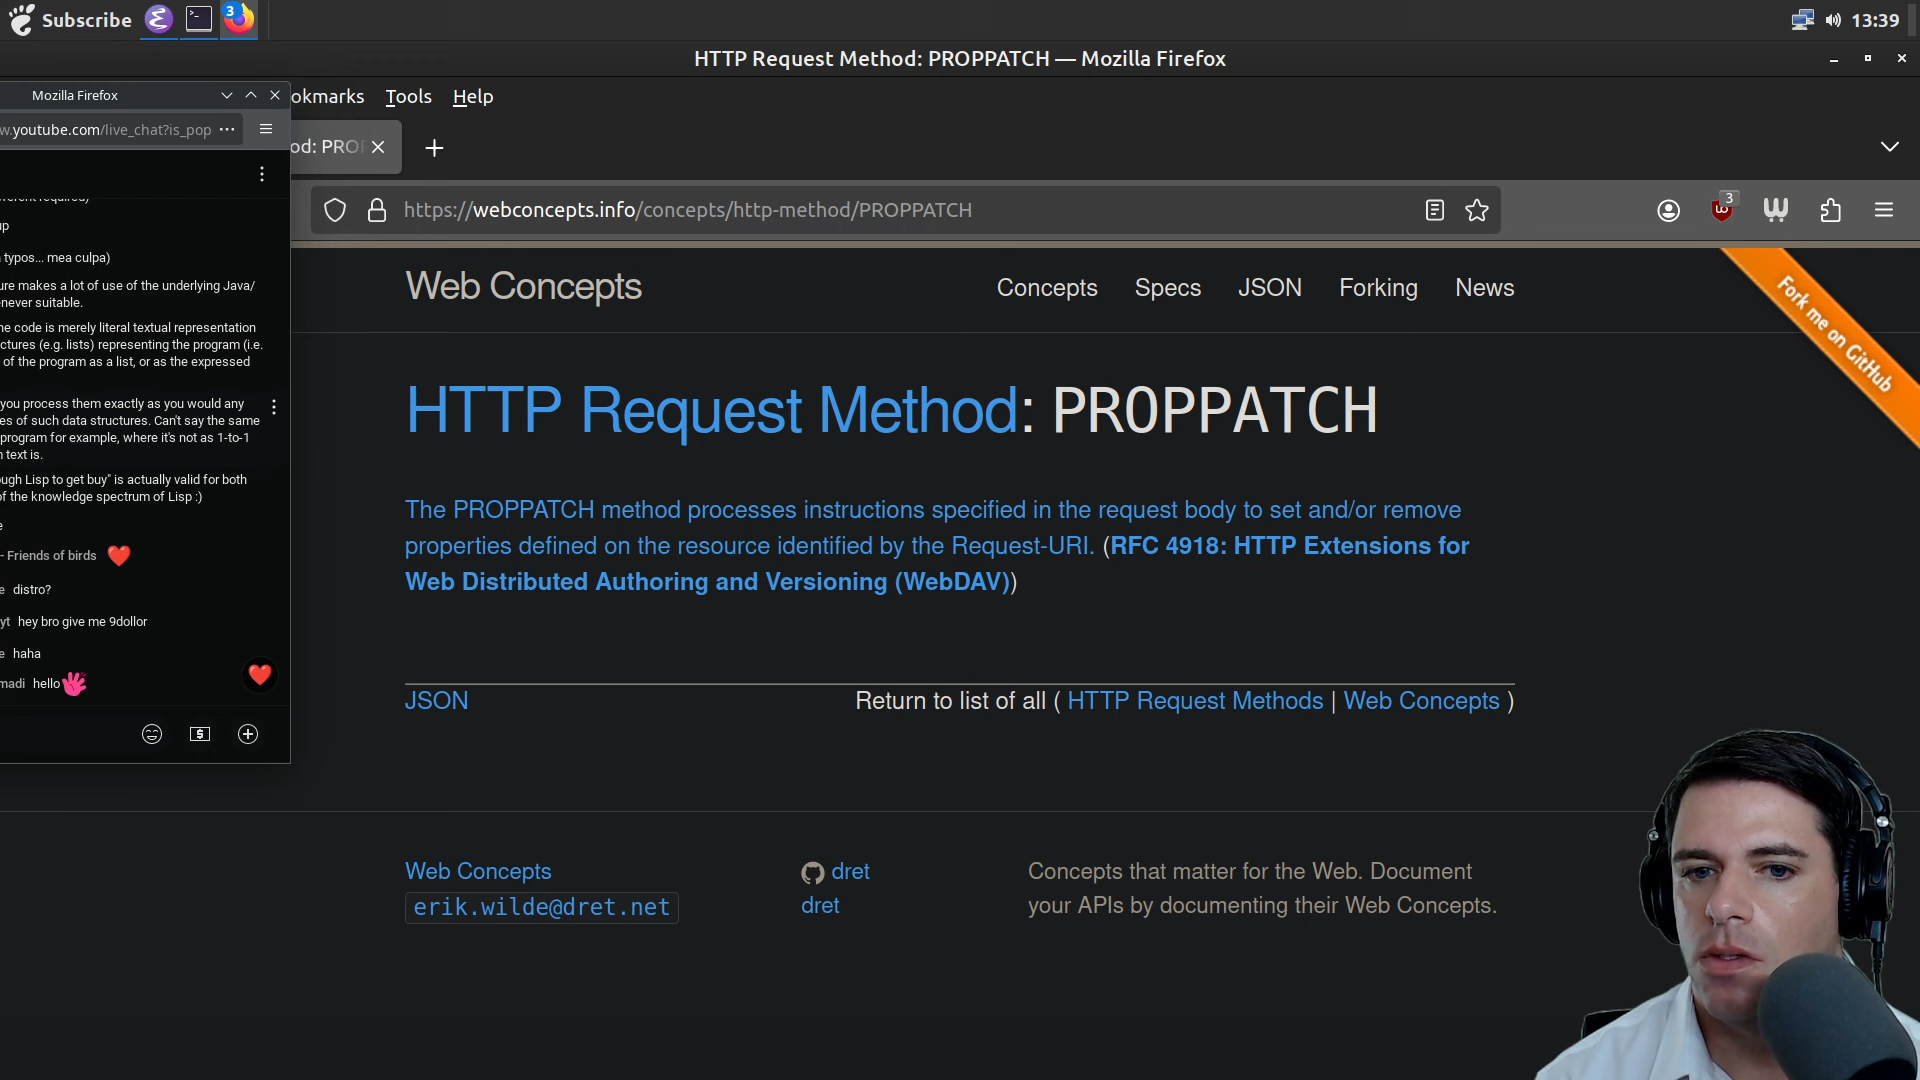 Subscribe
3
13:39
HTTP Request Method: PROPPATCH — Mozilla Firefox
Mozilla Firefox
okmarks Tools Help
w.youtube.com/live_chat?is_pop
od: PRO
https://webconcepts.info/concepts/http-method/PROPPATCH
3
up
typos... mea culpa)
ure makes a lot of use of the underlying Java/
enever suitable.
he code is merely literal textual representation
ctures (e.g. lists) representing the program (i.e.
of the program as a list, or as the expressed
you process them exactly as you would any
es of such data structures. Can't say the same
program for example, where it's not as 1-to-1
n text is.
ugh Lisp to get buy" is actually valid for both
of the knowledge spectrum of Lisp :)
e
- Friends of birds ❤️
e distro?
yt hey bro give me 9dollor
e haha
madi hello
Web Concepts
Concepts Specs JSON Forking News
Fork me on GitHub
HTTP Request Method: PROPPATCH
The PROPPATCH method processes instructions specified in the request body to set and/or remove
properties defined on the resource identified by the Request-URI. (RFC 4918: HTTP Extensions for
Web Distributed Authoring and Versioning (WebDAV))
JSON
Return to list of all ( HTTP Request Methods | Web Concepts )
Web Concepts
erik.wilde@dret.net
dret
dret
Concepts that matter for the Web. Document
your APIs by documenting their Web Concepts.